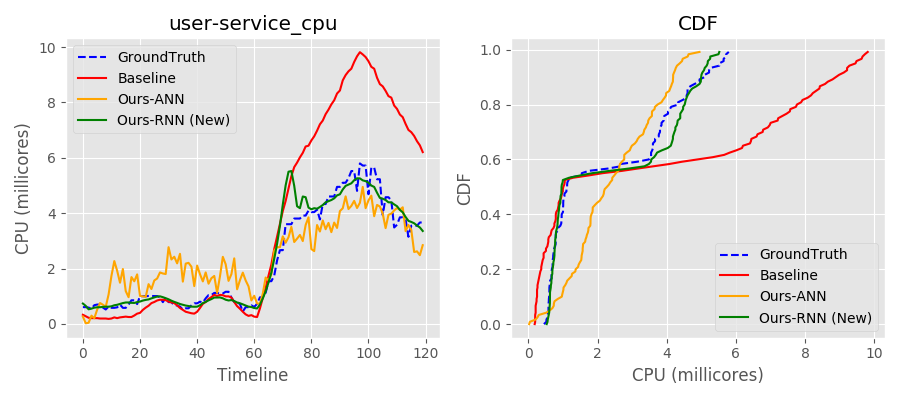 user-service_cpu
CPU (millicores)
10
8
6
4
2
0
GroundTruth
Baseline
Ours-ANN
Ours-RNN (New)
0
20
40
60
80
100
120
Timeline
CDF
CDF
1.0
0.8
0.6
0.4
0.2
0.0
GroundTruth
Baseline
Ours-ANN
Ours-RNN (New)
0
2
4
6
8
10
CPU (millicores)